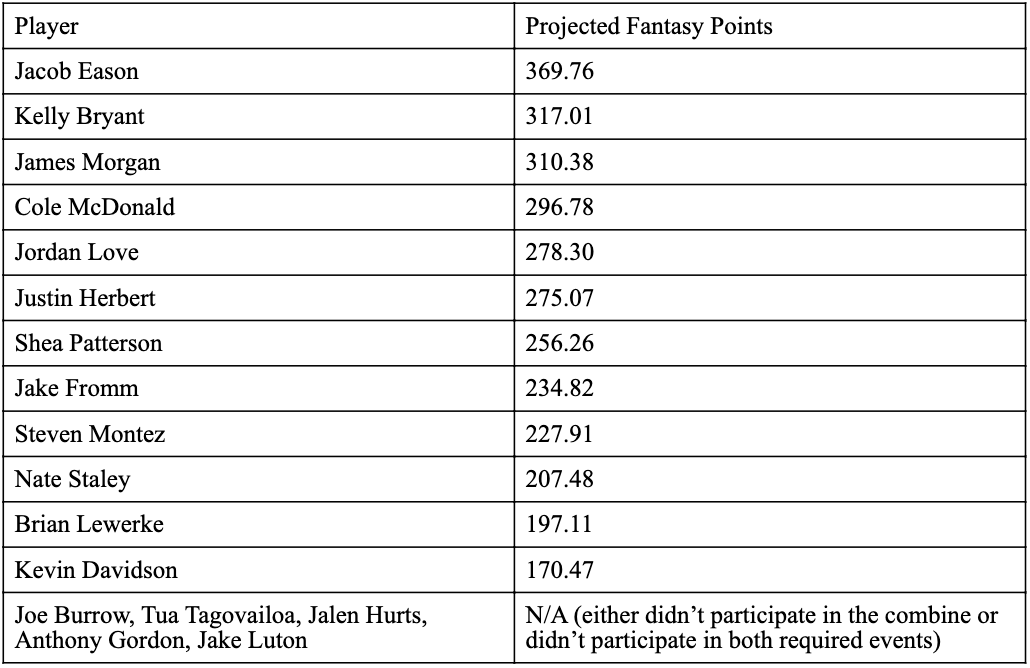 Player Projected Fantasy Points
Jacob Eason 369.76
Kelly Bryant 317.01
James Morgan 310.38
Cole McDonald 296.78
Jordan Love 278.30
Justin Herbert 275.07
Shea Patterson 256.26
Jake Fromm 234.82
Steven Montez 227.91
Nate Staley 207.48
Brian Lewerke 197.11
Kevin Davidson 170.47
Joe Burrow, Tua Tagovailoa, Jalen Hurts,
Anthony Gordon, Jake Luton
N/A (either didn’t participate in the combine or
didn’t participate in both required events)